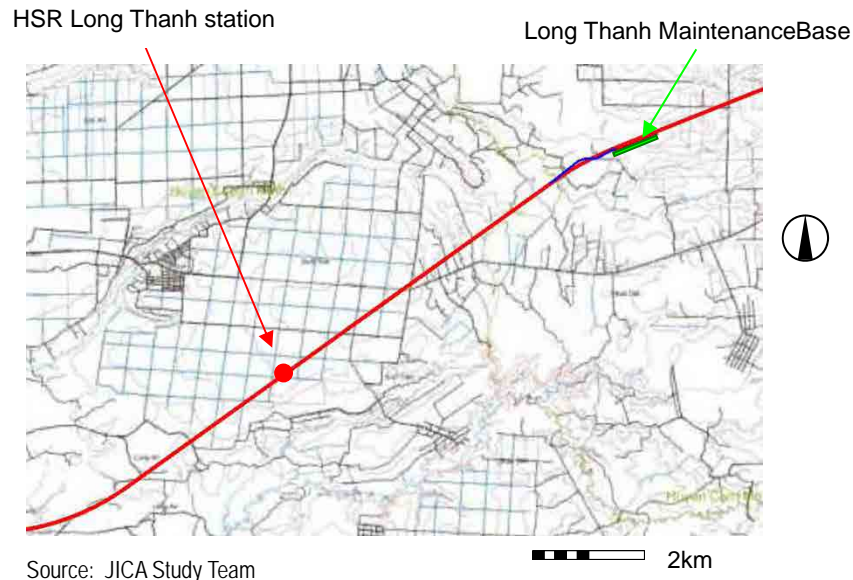 HSR Long Thanh station
Long Thanh MaintenanceBase
2km
Source: JICA Study Team